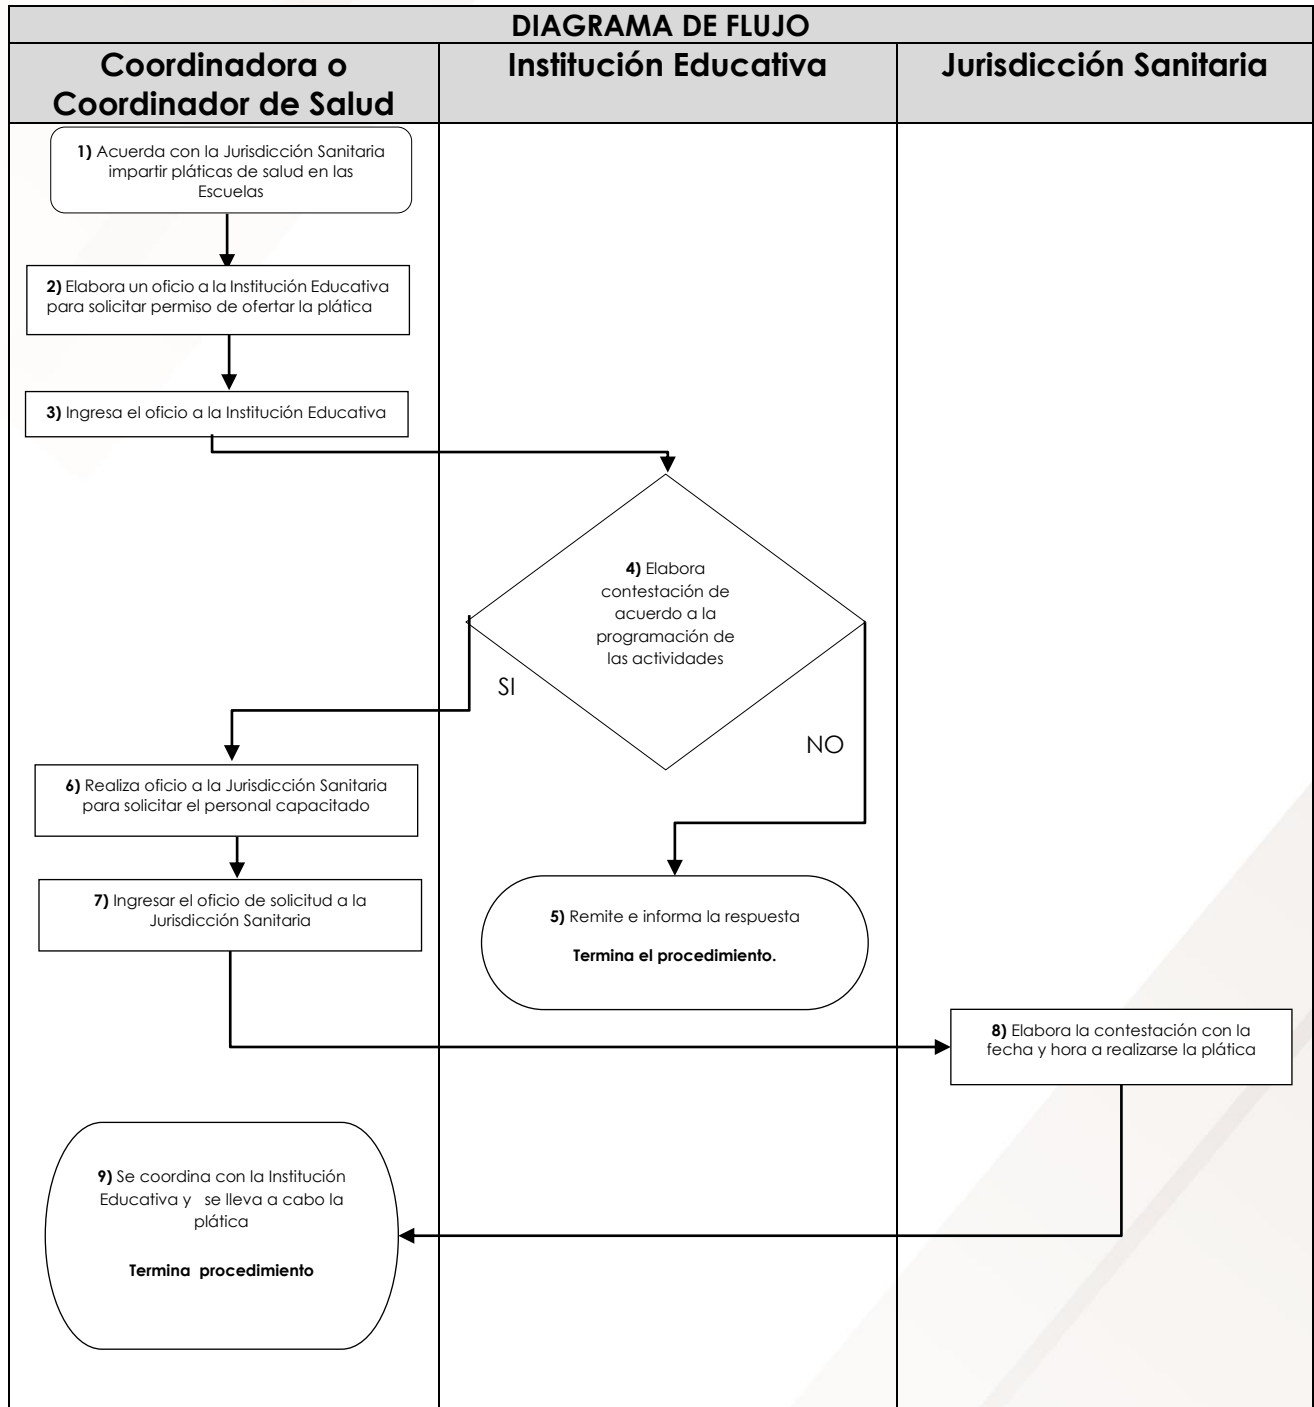 DIAGRAMA DE FLUJO
Coordinadora o
Coordinador de Salud
Institución Educativa
Jurisdicción Sanitaria
1) Acuerda con la Jurisdicción Sanitaria
impartir pláticas de salud en las
Escuelas
2) Elabora un oficio a la Institución Educativa
para solicitar permiso de ofertar la plática
3) Ingresa el oficio a la Institución Educativa
4) Elabora
contestación de
acuerdo a la
programación de
las actividades
SI
NO
6) Realiza oficio a la Jurisdicción Sanitaria
para solicitar el personal capacitado
7) Ingresar el oficio de solicitud a la
Jurisdicción Sanitaria
5) Remite e informa la respuesta
Termina el procedimiento.
8) Elabora la contestación con la
fecha y hora a realizarse la plática
9) Se coordina con la Institución
Educativa y se lleva a cabo la
plática
Termina procedimiento